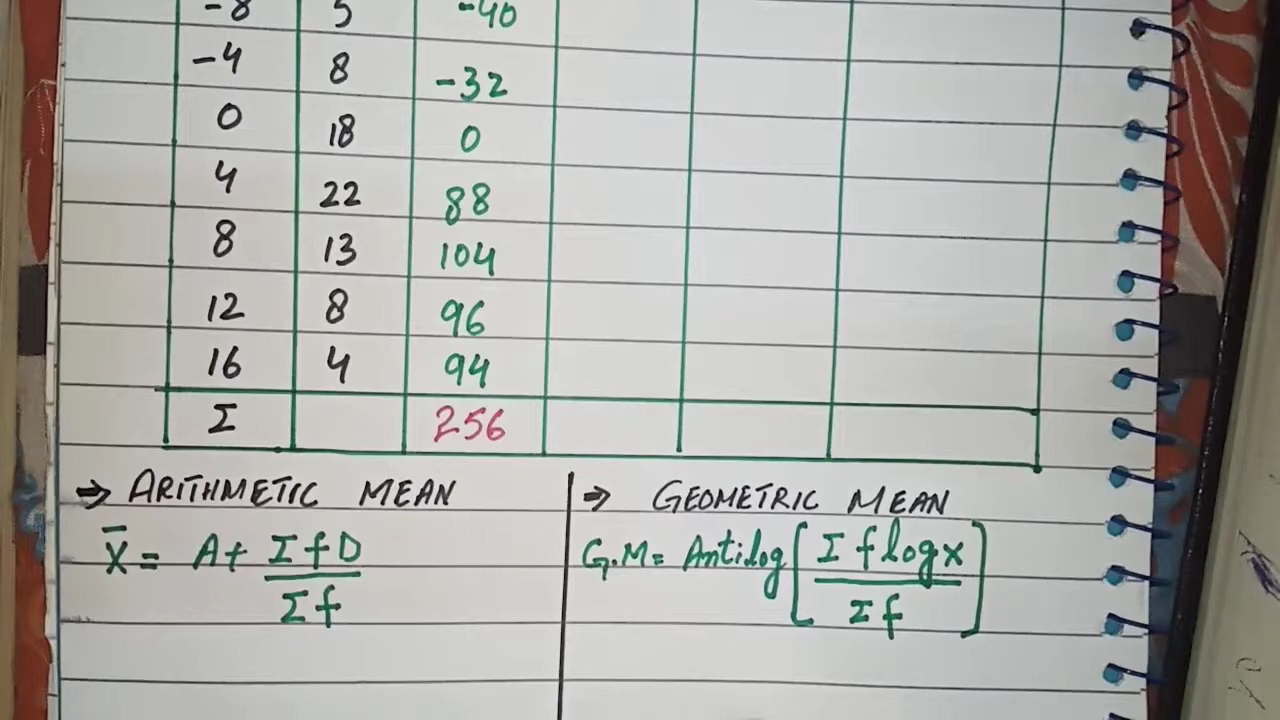 -8 5 -40
-4 8 -32
0 18 0
4 22 88
8 13 104
12 8 96
16 4 94
Σ 256
⇒ ARITHMETIC MEAN
X̄ = A+ ΣfD / Σf
⇒ GEOMETRIC MEAN
G.M= Antilog[Σ f log x / Σf]